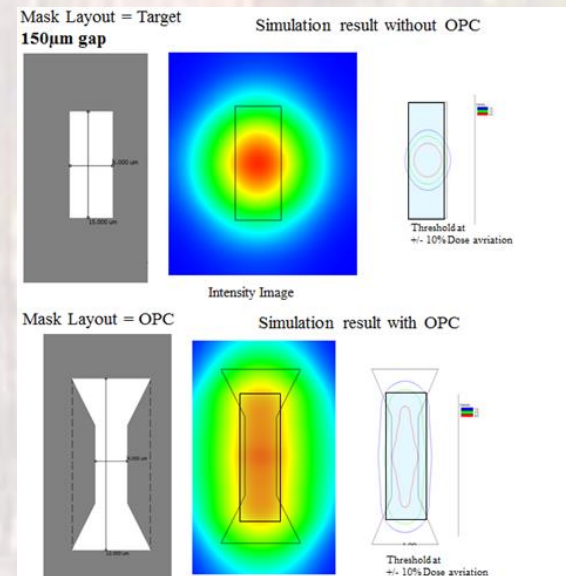 Mask Layout = Target
150μm gap
Simulation result without OPC
Threshold at
+/- 10% Dose avriation
Intensity Image
Mask Layout = OPC
Simulation result with OPC
Threshold at
+/- 10% Dose avriation